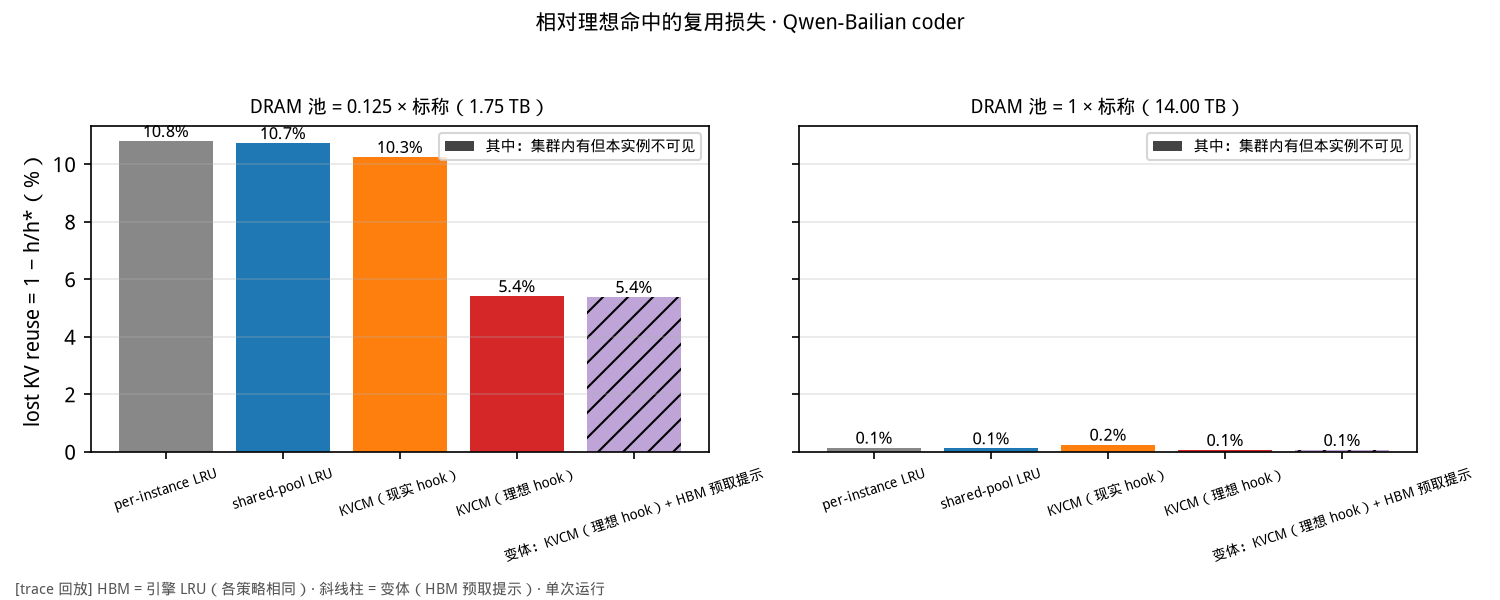 相对理想命中的复用损失 · Qwen-Bailian coder
DRAM 池 = 0.125 × 标称（1.75 TB）
lost KV reuse = 1 − h/h* ( % )
10
8
6
4
2
0
10.8%
10.7%
10.3%
5.4%
5.4%
其中：集群内有但本实例不可见
per-instance LRU
shared-pool LRU
KVCM（现实 hook）
KVCM（理想 hook）
变体：KVCM（理想 hook）+ HBM 预取提示
DRAM 池 = 1 × 标称（14.00 TB）
其中：集群内有但本实例不可见
0.1%
0.1%
0.2%
0.1%
0.1%
per-instance LRU
shared-pool LRU
KVCM（现实 hook）
KVCM（理想 hook）
变体：KVCM（理想 hook）+ HBM 预取提示
[trace 回放] HBM = 引擎 LRU（各策略相同）· 斜线柱 = 变体（HBM 预取提示）· 单次运行